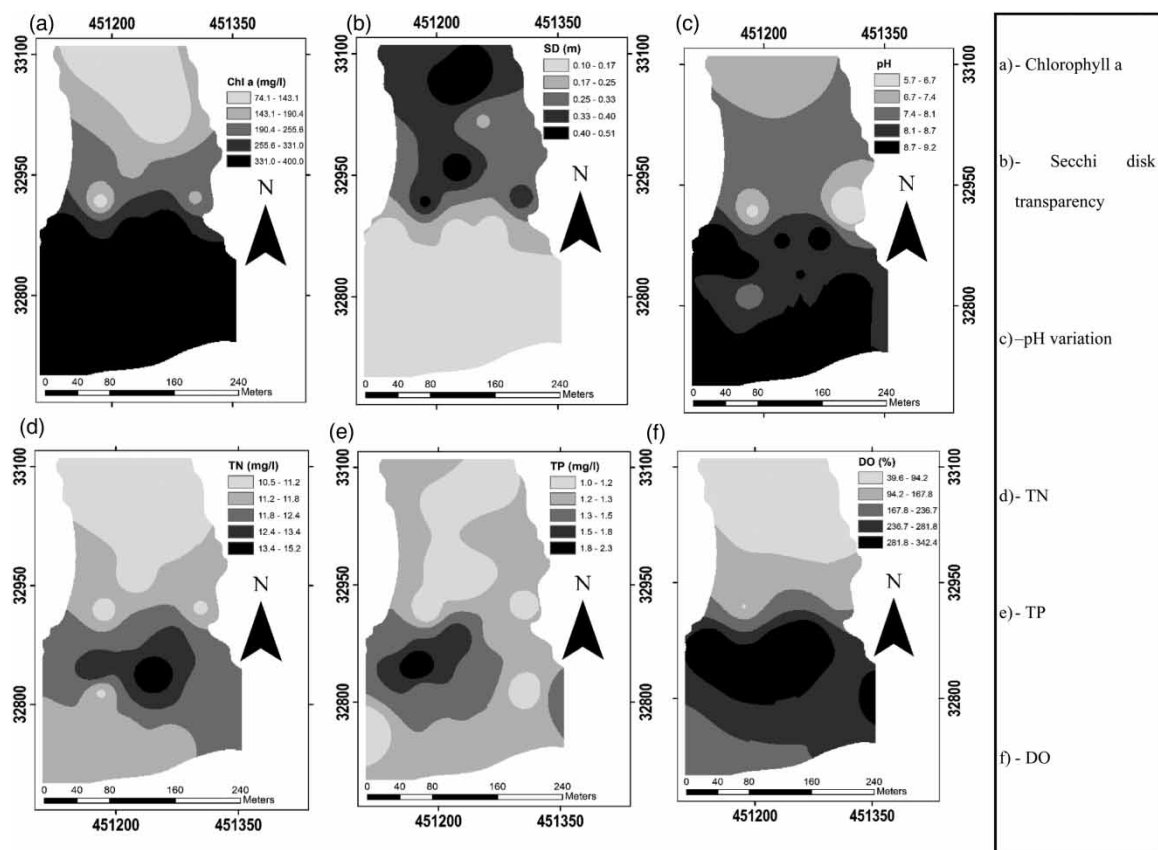 (a)
451200 451350
33100
32950
32800
Chl a (mg/l)
74.1 - 143.1
143.1 - 190.4
190.4 - 255.6
255.6 - 331.0
331.0 - 400.0
N
0 40 80 160 240
Meters
(b)
451200 451350
33100
32950
32800
SD (m)
0.10 - 0.17
0.17 - 0.25
0.25 - 0.33
0.33 - 0.40
0.40 - 0.51
N
0 40 80 160 240
Meters
(c)
451200 451350
33100
32950
32800
pH
5.7 - 6.7
6.7 - 7.4
7.4 - 8.1
8.1 - 8.7
8.7 - 9.2
N
0 40 80 160 240
Meters
(d)
33100
32950
32800
TN (mg/l)
10.5 - 11.2
11.2 - 11.8
11.8 - 12.4
12.4 - 13.4
13.4 - 15.2
N
0 40 80 160 240
Meters
451200 451350
(e)
33100
32950
32800
TP (mg/l)
1.0 - 1.2
1.2 - 1.3
1.3 - 1.5
1.5 - 1.8
1.8 - 2.3
N
0 40 80 160 240
Meters
451200 451350
(f)
33100
32950
32800
DO (%)
39.6 - 94.2
94.2 - 167.8
167.8 - 236.7
236.7 - 281.8
281.8 - 342.4
N
0 40 80 160 240
Meters
451200 451350
a)- Chlorophyll a
b)- Secchi disk
transparency
c)–pH variation
d)- TN
e)- TP
f) - DO